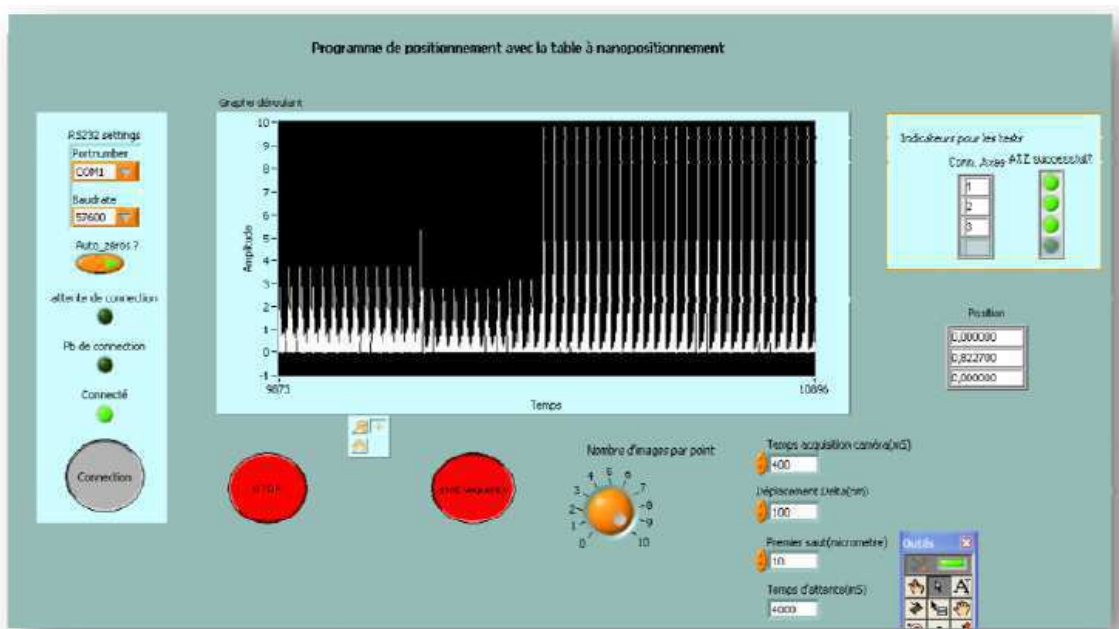 Programme de positionnement avec la table à nanopositionnement
RS232 settings
Portnumber
COM1
Baudrate
57600
Auto_zéros ?
attente de connection
Pb de connection
Connecté
Connection
Graphe déroulant
Amplitude
10
9
8
7
6
5
4
3
2
1
0
-1
9873
10896
Temps
STOP
Nombre d'images par point
0
1
2
3
4
5
6
7
8
9
10
Temps acquisition caméra(mS)
400
Déplacement Delta(nm)
100
Premier saut(micrometre)
10
Temps d'attente(mS)
4000
Indicateurs pour les tests
Conn. Axes
1
2
3
ATZ successful?
Position
0,000000
0,822700
0,000000
Outils
A